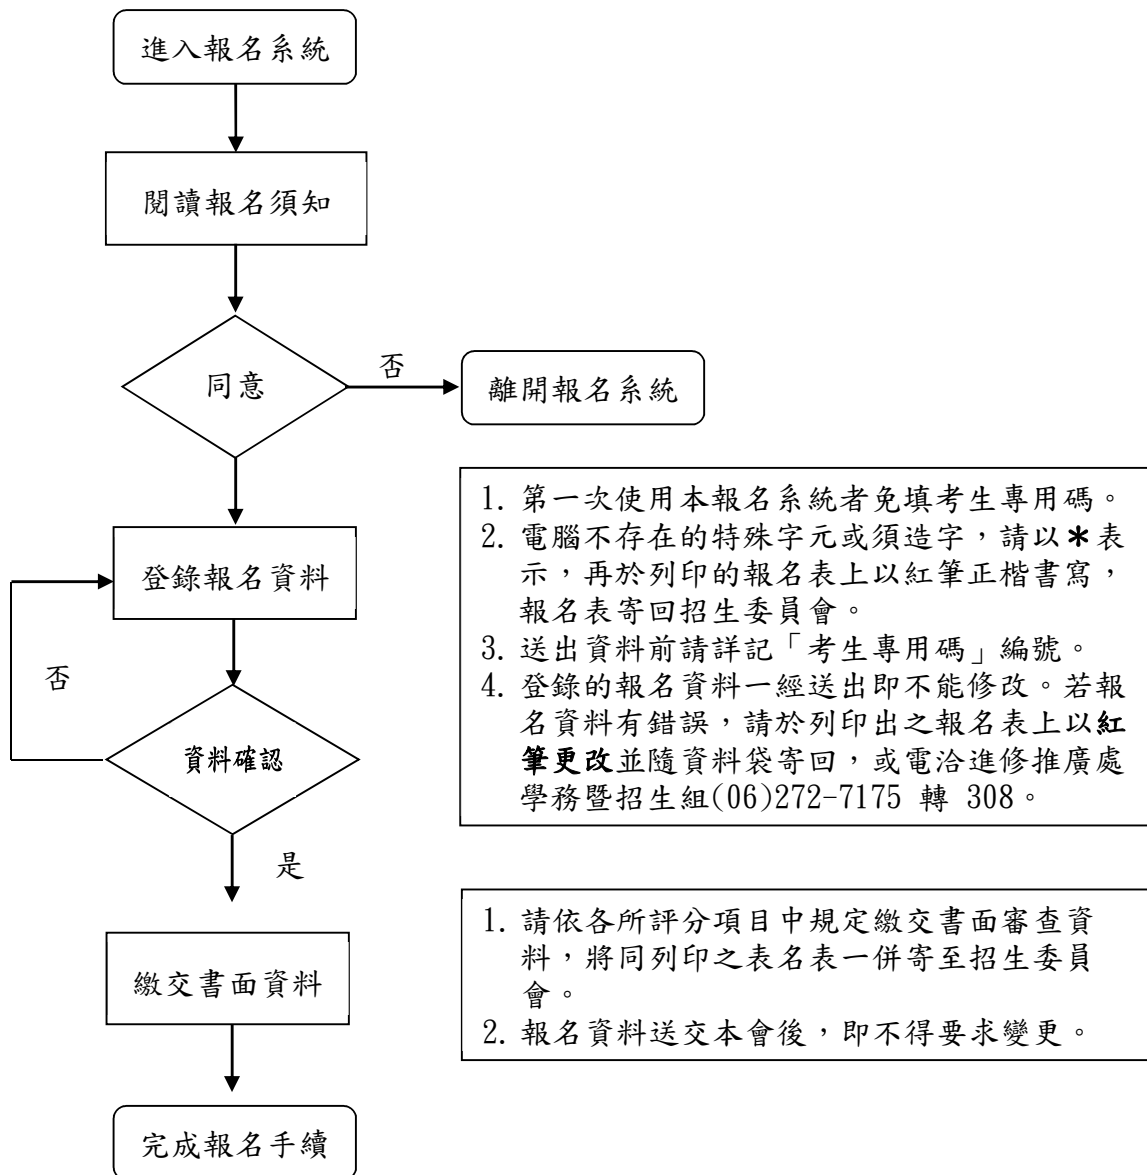 進入報名系統
閱讀報名須知
同意
否
離開報名系統
登錄報名資料
否
資料確認
是
1. 第一次使用本報名系統者免填考生專用碼。
2. 電腦不存在的特殊字元或須造字，請以＊表
示，再於列印的報名表上以紅筆正楷書寫，
報名表寄回招生委員會。
3. 送出資料前請詳記「考生專用碼」編號。
4. 登錄的報名資料一經送出即不能修改。若報
名資料有錯誤，請於列印出之報名表上以紅
筆更改並隨資料袋寄回，或電洽進修推廣處
學務暨招生組(06)272-7175 轉 308。
繳交書面資料
1. 請依各所評分項目中規定繳交書面審查資
料，將同列印之表名表一併寄至招生委員
會。
2. 報名資料送交本會後，即不得要求變更。
完成報名手續